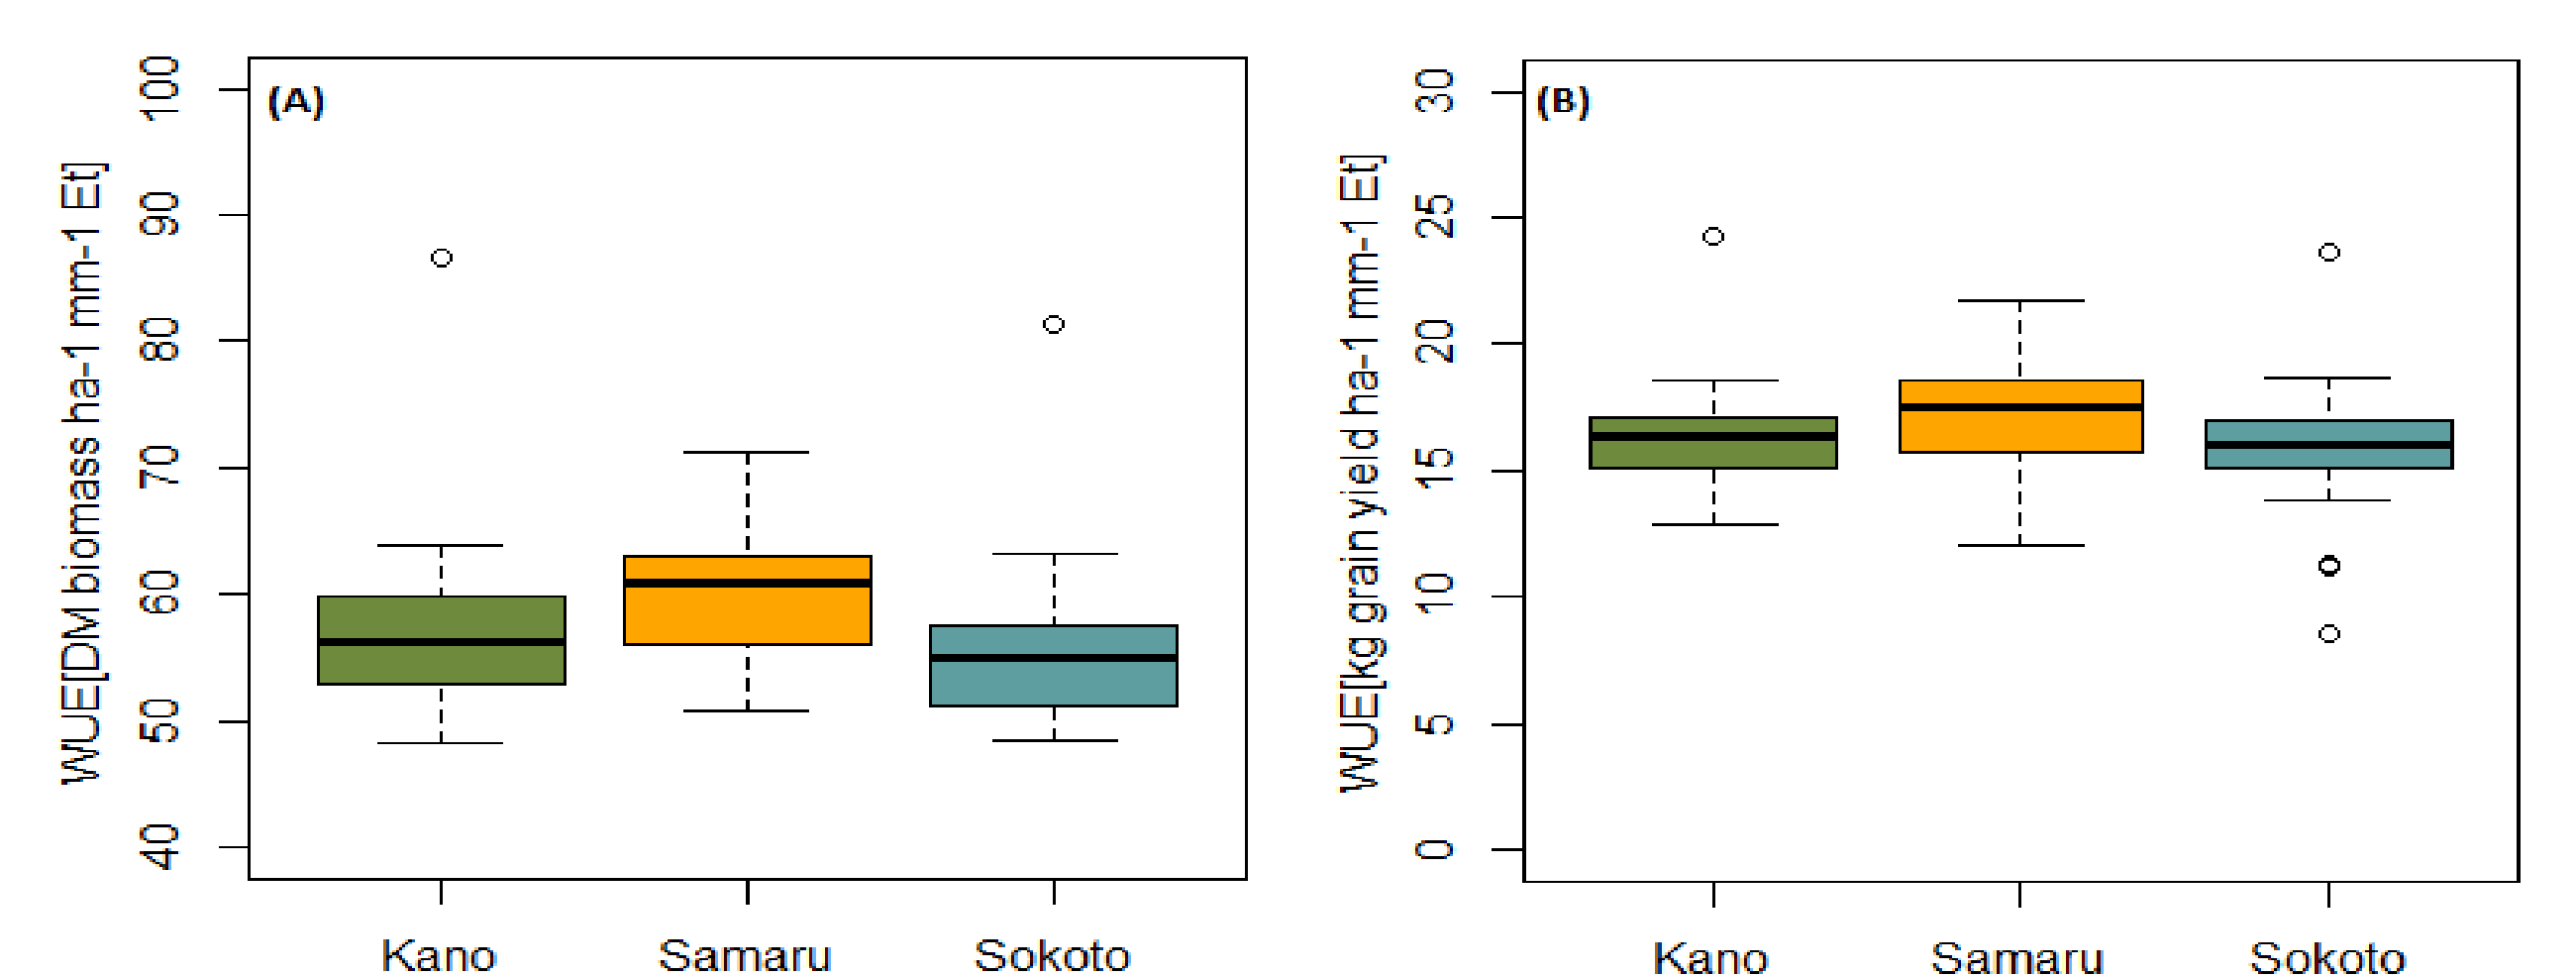 (A)
WUE[DM biomass ha-1 mm-1 Et]
100
90
80
70
60
50
40
Kano Samaru Sokoto
(B)
WUE[kg grain yield ha-1 mm-1 Et]
30
25
20
15
10
5
0
Kano Samaru Sokoto